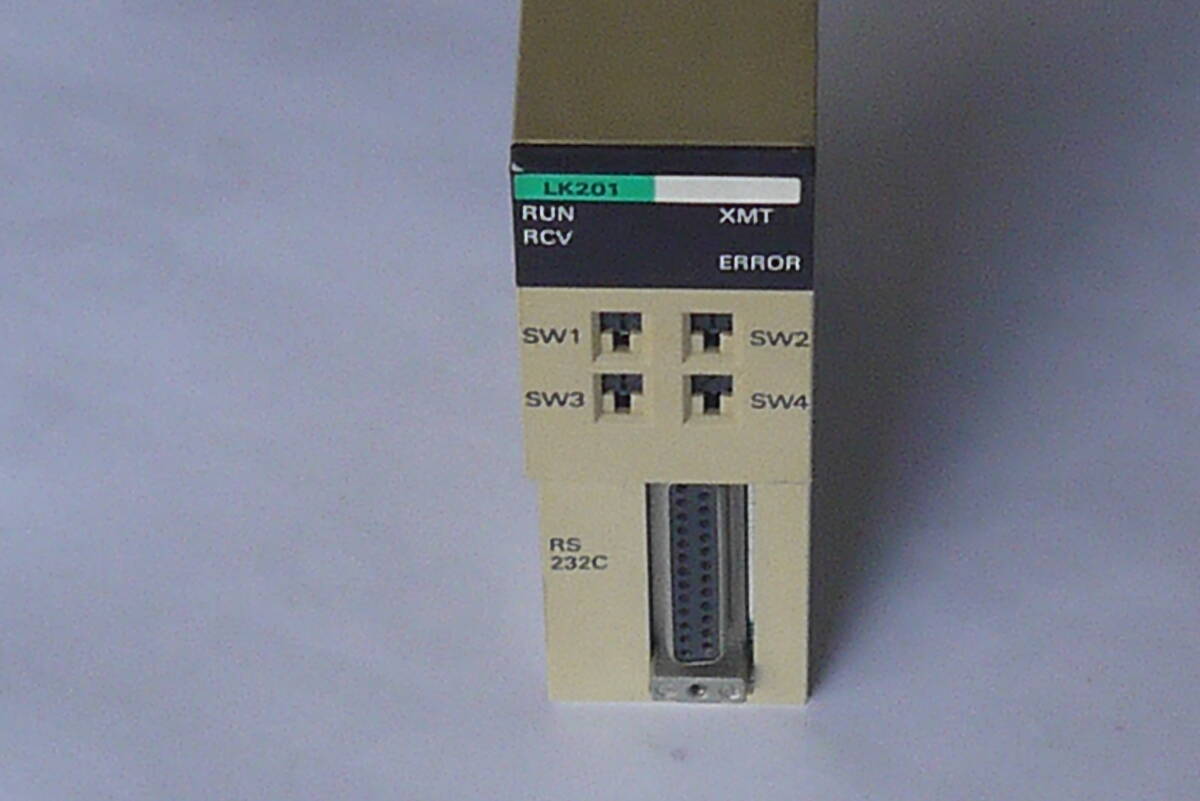 LK201
RUN XMT
RCV
ERROR
SW1 SW2
SW3 SW4
RS
232C